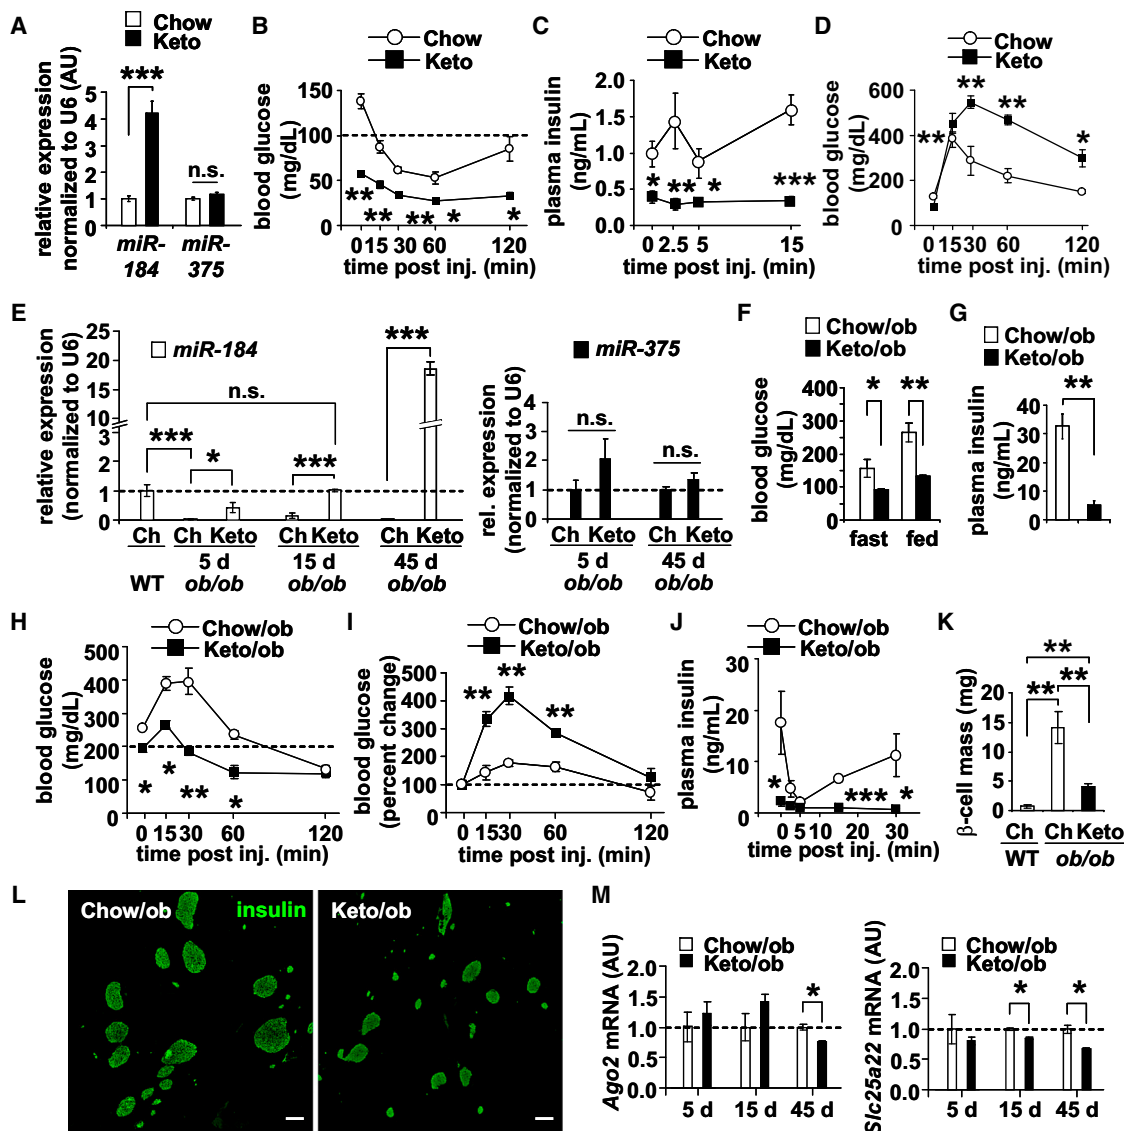 A
Chow
Keto
relative expression
normalized to U6 (AU)
5
4
3
2
1
0
***
n.s.
miR-
184
miR-
375
B
Chow
Keto
blood glucose
(mg/dL)
150
100
50
0
** ** ** * *
0 15 30 60 120
time post inj. (min)
C
Chow
Keto
plasma insulin
(ng/mL)
2.0
1.5
1.0
0.5
0.0
* ** * ***
0 2.5 5 15
time post inj. (min)
D
Chow
Keto
blood glucose
(mg/dL)
600
400
200
0
** ** ** *
0 15 30 60 120
time post inj. (min)
E
relative expression
(normalized to U6)
25
20
15
10
3
2
1
0
miR-184
n.s.
*** * *** ***
Ch Ch Keto Ch Keto Ch Keto
WT 5 d 15 d 45 d
ob/ob ob/ob ob/ob
miR-375
rel. expression
(normalized to U6)
4
2
1
0
n.s. n.s.
Ch Keto Ch Keto
5 d 45 d
ob/ob ob/ob
F
Chow/ob
Keto/ob
blood glucose
(mg/dL)
400
300
200
100
0
* **
fast fed
G
Chow/ob
Keto/ob
plasma insulin
(ng/mL)
40
30
20
10
0
**
H
Chow/ob
Keto/ob
blood glucose
(mg/dL)
500
400
300
200
100
0
* * ** *
0 15 30 60 120
time post inj. (min)
I
Chow/ob
Keto/ob
blood glucose
(percent change)
500
400
300
200
100
0
** ** **
0 15 30 60 120
time post inj. (min)
J
Chow/ob
Keto/ob
plasma insulin
(ng/mL)
30
20
10
0
* *** *
0 5 10 20 30
time post inj. (min)
K
β-cell mass (mg)
20
15
10
5
0
**
** **
Ch Ch Keto
WT ob/ob
L
Chow/ob insulin
Keto/ob
M
Chow/ob
Keto/ob
Ago2 mRNA (AU)
2.0
1.5
1.0
0.5
0.0
*
5 d 15 d 45 d
Chow/ob
Keto/ob
Slc25a22 mRNA (AU)
2.0
1.5
1.0
0.5
0.0
* *
5 d 15 d 45 d